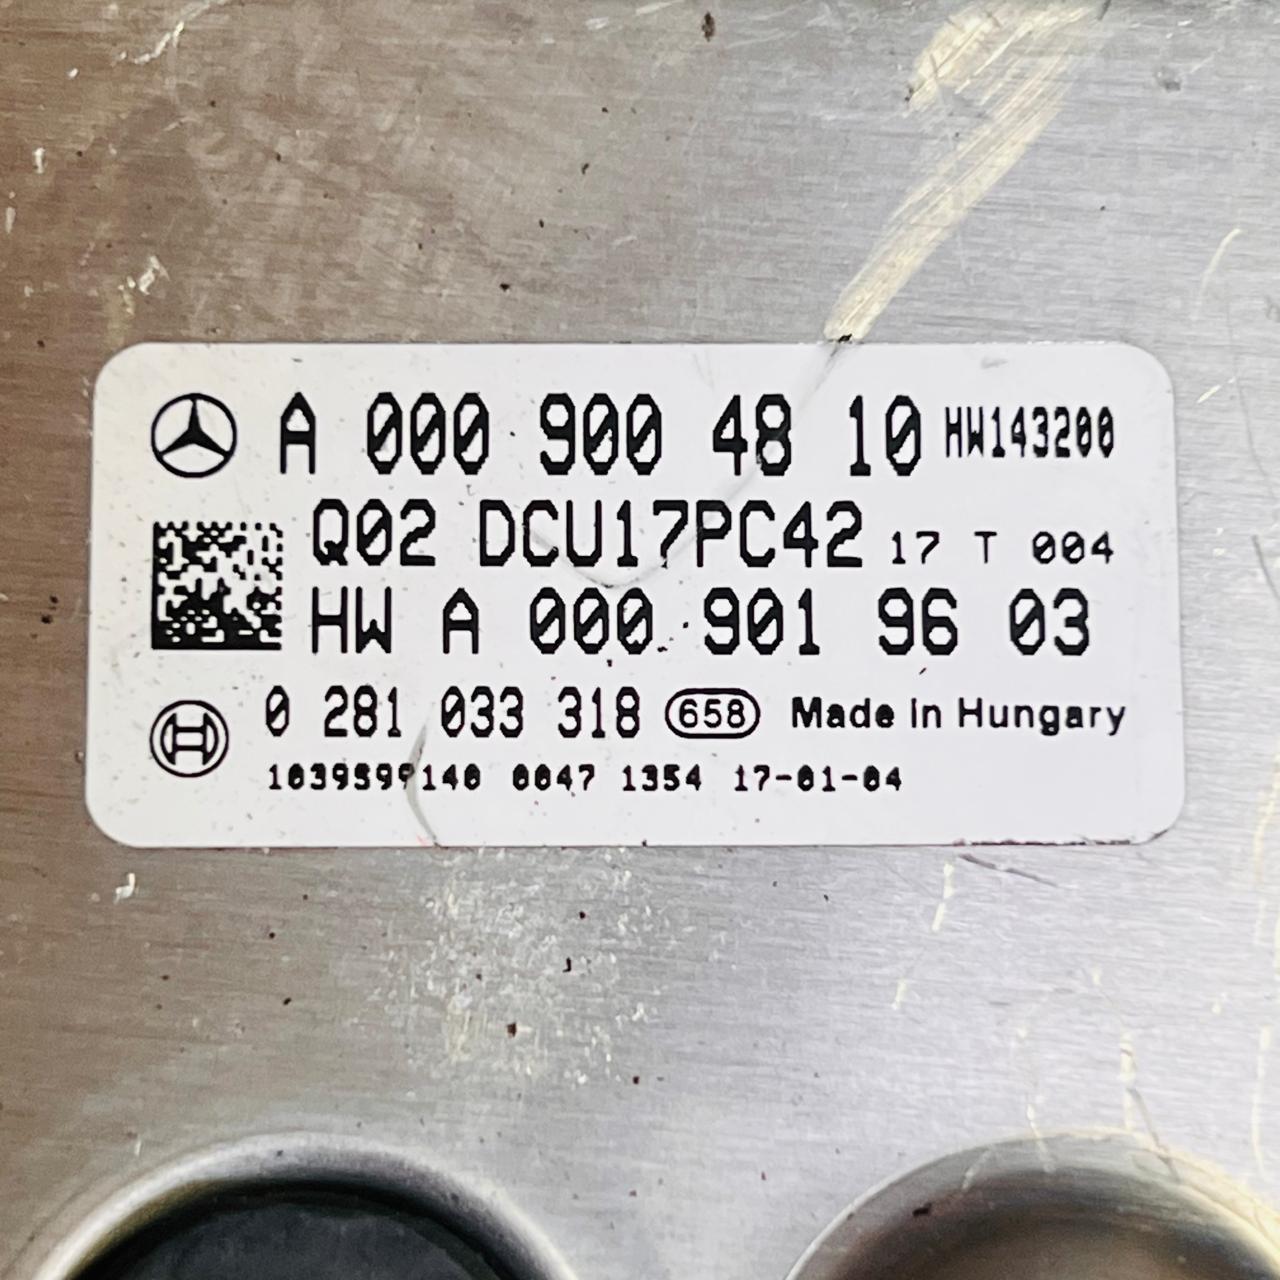 A 000 900 48 10 HW143200
Q02 DCU17PC42 17 T 004
HW A 000 901 96 03
0 281 033 318 658 Made in Hungary
1039S99140 0047 1354 17-01-04